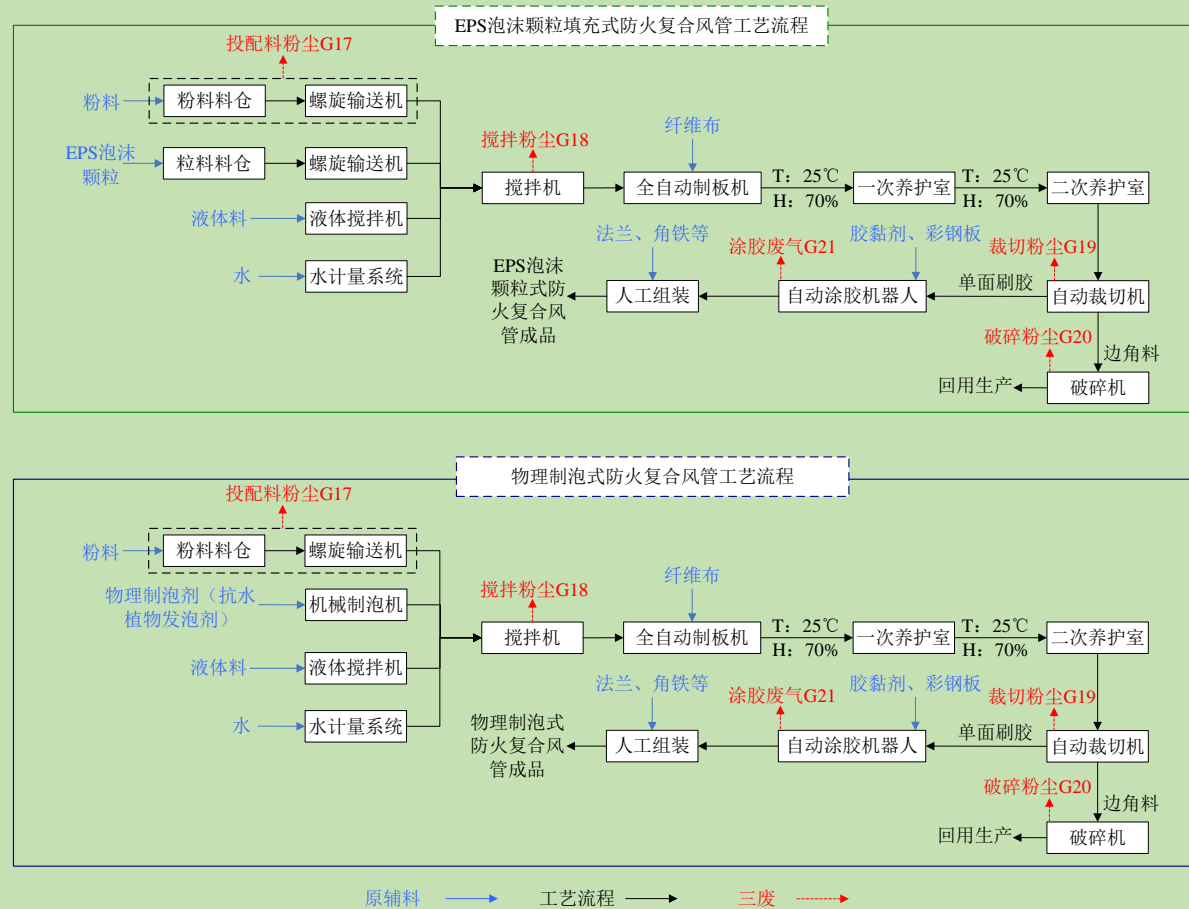 EPS泡沫颗粒填充式防火复合风管工艺流程
投配料粉尘G17
粉料
粉料料仓
螺旋输送机
EPS泡沫
颗粒
粒料料仓
螺旋输送机
液体料
液体搅拌机
水
水计量系统
搅拌粉尘G18
搅拌机
纤维布
全自动制板机
T：25℃
H：70%
一次养护室
T：25℃
H：70%
二次养护室
法兰、角铁等
涂胶废气G21
胶黏剂、彩钢板
裁切粉尘G19
EPS泡沫
颗粒式防
火复合风
管成品
人工组装
自动涂胶机器人
单面刷胶
自动裁切机
破碎粉尘G20
边角料
回用生产
破碎机
物理制泡式防火复合风管工艺流程
投配料粉尘G17
粉料
粉料料仓
螺旋输送机
物理制泡剂（抗水
植物发泡剂）
机械制泡机
液体料
液体搅拌机
水
水计量系统
搅拌粉尘G18
搅拌机
纤维布
全自动制板机
T：25℃
H：70%
一次养护室
T：25℃
H：70%
二次养护室
法兰、角铁等
涂胶废气G21
胶黏剂、彩钢板
裁切粉尘G19
物理制泡式
防火复合风
管成品
人工组装
自动涂胶机器人
单面刷胶
自动裁切机
破碎粉尘G20
边角料
回用生产
破碎机
原辅料
工艺流程
三废